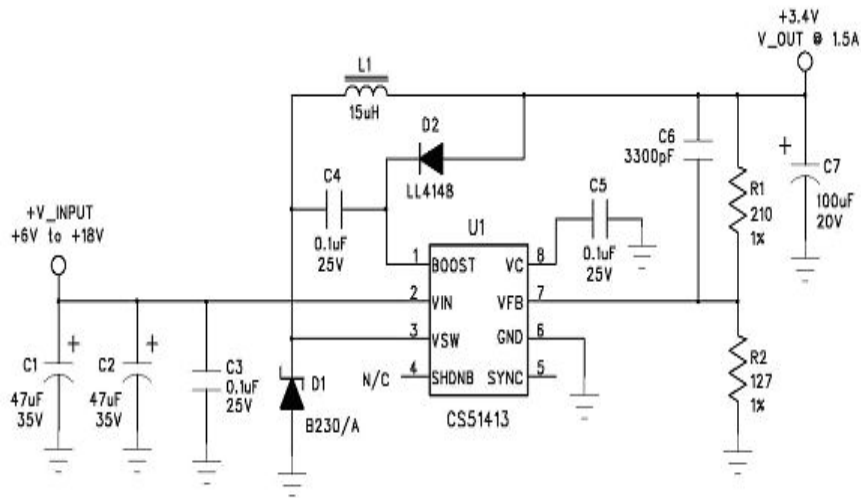 +3.4V
V_OUT @ 1.5A
L1
15uH
D2
LL4148
C6
3300pF
C7
100uF
20V
R1
210
1%
C4
0.1uF
25V
C5
0.1uF
25V
U1
+V_INPUT
+6V to +18V
1 BOOST VC 8
2 VIN VFB 7
3 VSW GND 6
N/C 4 SHDNB SYNC 5
CS51413
C1
47uF
35V
C2
47uF
35V
C3
0.1uF
25V
D1
B230/A
R2
127
1%